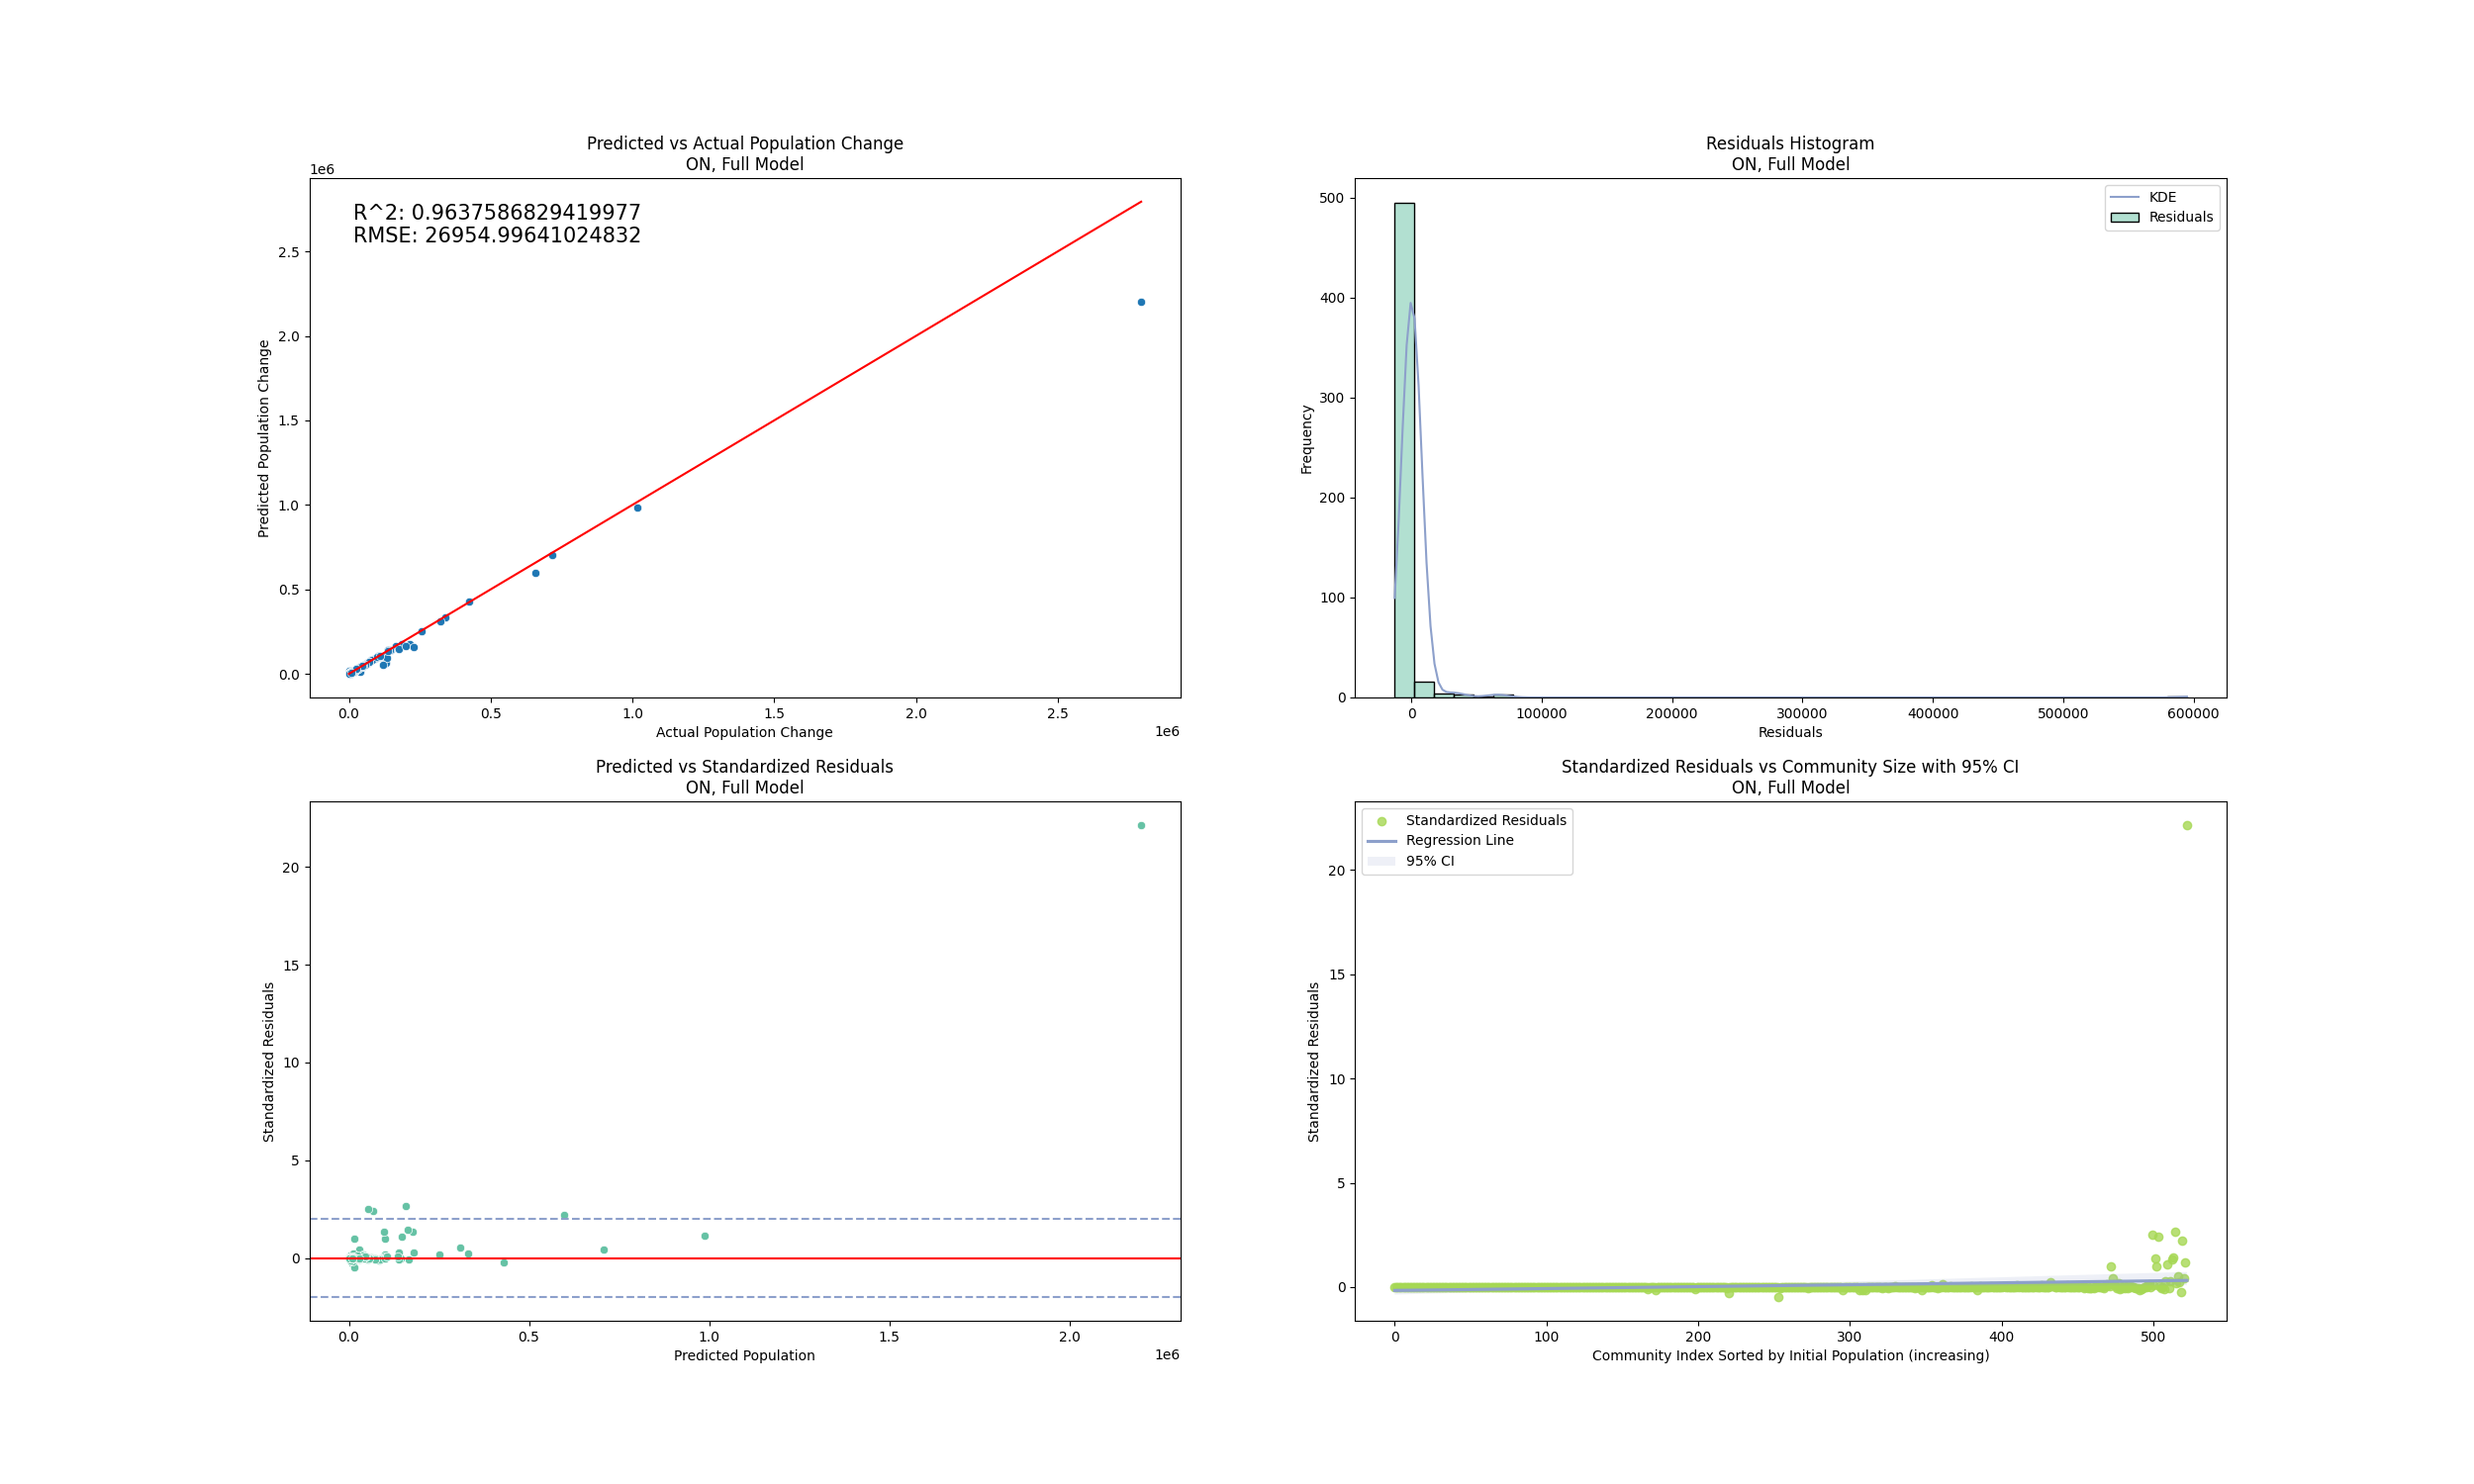 Predicted vs Actual Population Change
ON, Full Model
1e6
R^2: 0.9637586829419977
RMSE: 26954.99641024832
2.5
2.0
1.5
1.0
0.5
0.0
Predicted Population Change
0.0 0.5 1.0 1.5 2.0 2.5
Actual Population Change
1e6
Residuals Histogram
ON, Full Model
KDE
Residuals
500
400
300
200
100
0
Frequency
0 100000 200000 300000 400000 500000 600000
Residuals
Predicted vs Standardized Residuals
ON, Full Model
20
15
10
5
0
Standardized Residuals
0.0 0.5 1.0 1.5 2.0
Predicted Population
1e6
Standardized Residuals vs Community Size with 95% CI
ON, Full Model
Standardized Residuals
Regression Line
95% CI
20
15
10
5
0
Standardized Residuals
0 100 200 300 400 500
Community Index Sorted by Initial Population (increasing)